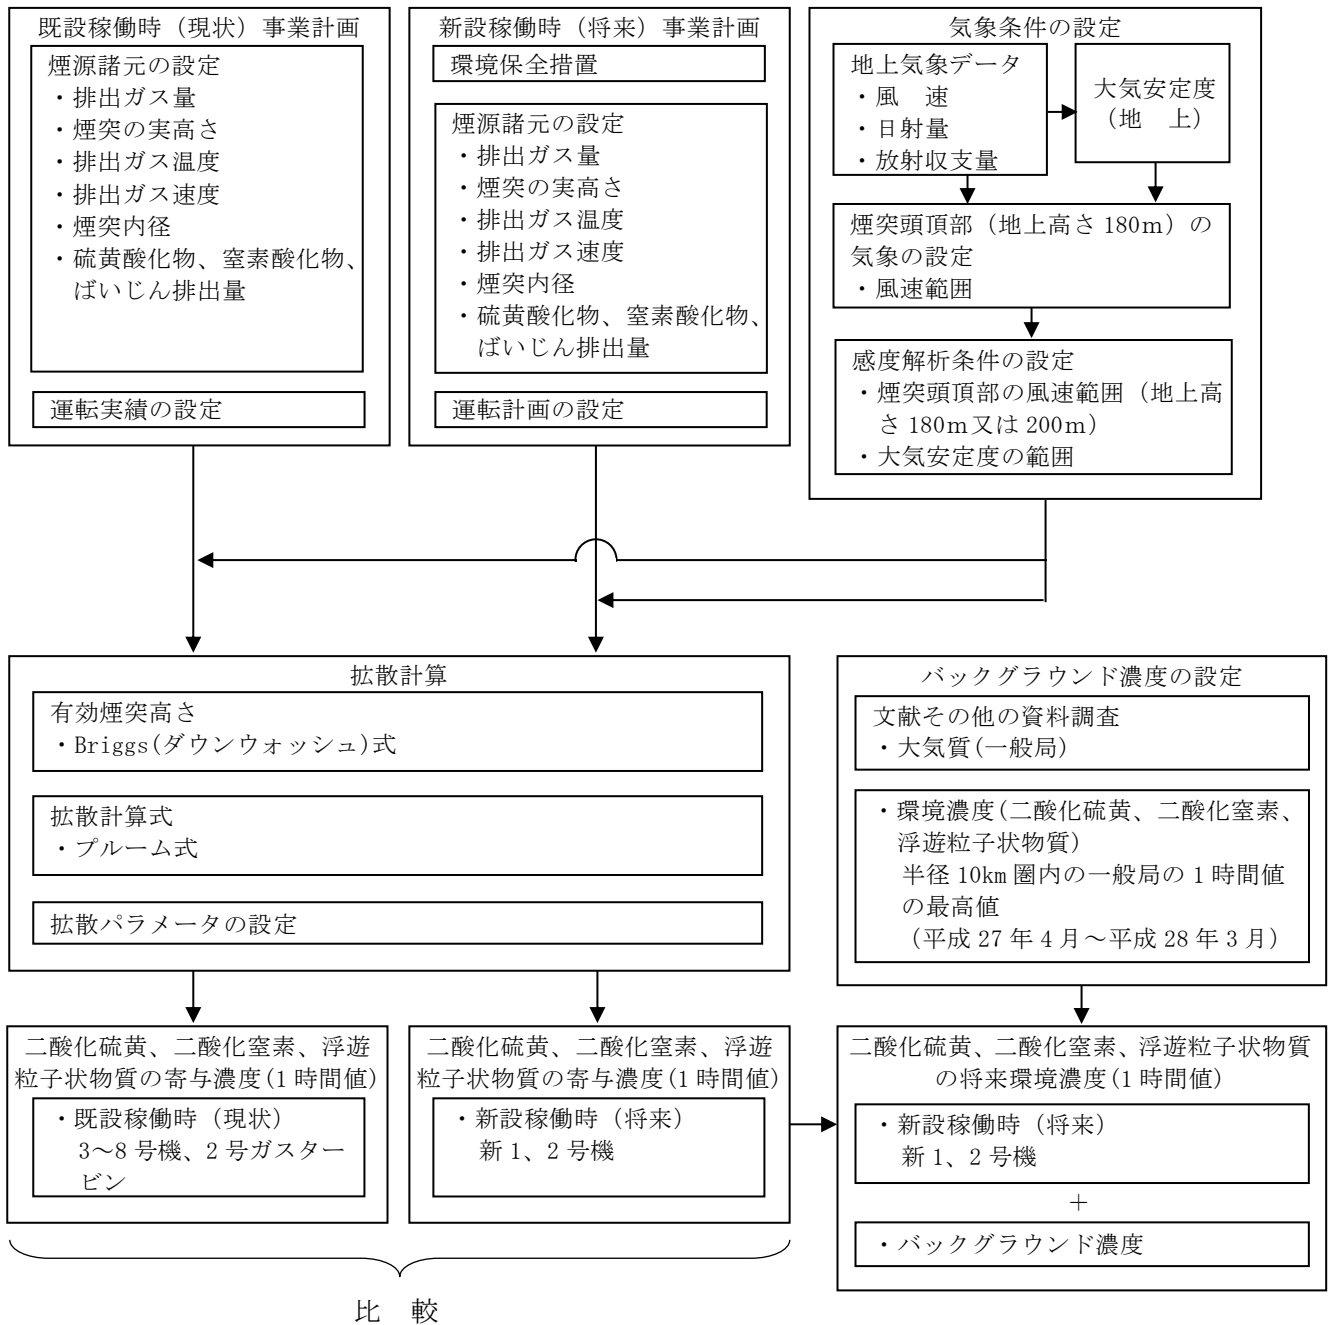 既設稼働時（現状）事業計画
煙源諸元の設定
・排出ガス量
・煙突の実高さ
・排出ガス温度
・排出ガス速度
・煙突内径
・硫黄酸化物、窒素酸化物、
ばいじん排出量
運転実績の設定
新設稼働時（将来）事業計画
環境保全措置
煙源諸元の設定
・排出ガス量
・煙突の実高さ
・排出ガス温度
・排出ガス速度
・煙突内径
・硫黄酸化物、窒素酸化物、
ばいじん排出量
運転計画の設定
気象条件の設定
地上気象データ
・風　速
・日射量
・放射収支量
大気安定度
（地　上）
煙突頭頂部（地上高さ 180ｍ）の
気象の設定
・風速範囲
感度解析条件の設定
・煙突頭頂部の風速範囲（地上高
さ 180ｍ又は 200ｍ）
・大気安定度の範囲
拡散計算
有効煙突高さ
・Briggs(ダウンウォッシュ)式
拡散計算式
・プルーム式
拡散パラメータの設定
バックグラウンド濃度の設定
文献その他の資料調査
・大気質(一般局)
・環境濃度(二酸化硫黄、二酸化窒素、
浮遊粒子状物質)
半径 10km 圏内の一般局の 1 時間値
の最高値
（平成 27 年 4 月～平成 28 年 3 月）
二酸化硫黄、二酸化窒素、浮遊
粒子状物質の寄与濃度(1 時間値)
・既設稼働時（現状）
3～8 号機、2 号ガスター
ビン
二酸化硫黄、二酸化窒素、浮遊
粒子状物質の寄与濃度(1 時間値)
・新設稼働時（将来）
新 1、2 号機
二酸化硫黄、二酸化窒素、浮遊粒子状物質
の将来環境濃度(1 時間値)
・新設稼働時（将来）
新 1、2 号機
＋
・バックグラウンド濃度
比　較